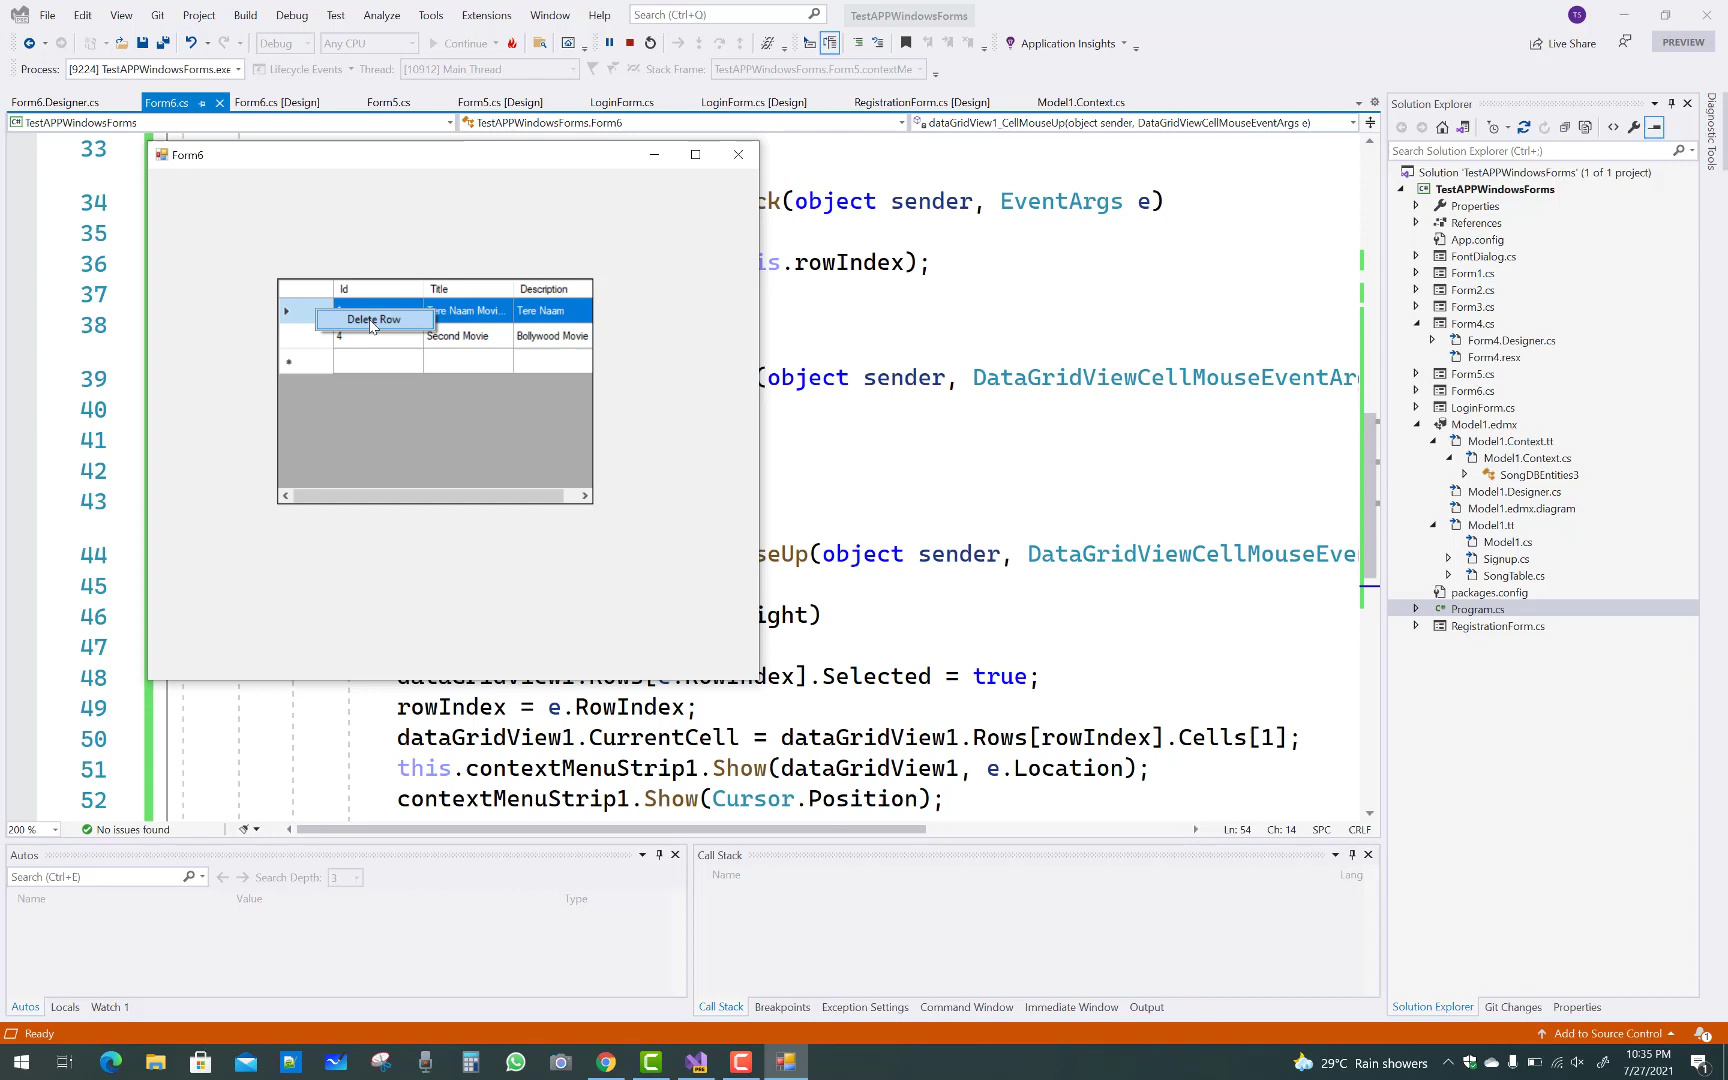 File Edit View Git Project Build Debug Test Analyze Tools Extensions Window Help Search (Ctrl+Q) TestAPPWindowsForms TS
Debug Any CPU Continue Application Insights Live Share PREVIEW
Process: [9224] TestAPPWindowsForms.exe Lifecycle Events Thread: [10912] Main Thread Stack Frame: TestAPPWindowsForms.Form5.contextMe
Form6.Designer.cs Form6.cs Form6.cs [Design] Form5.cs Form5.cs [Design] LoginForm.cs LoginForm.cs [Design] RegistrationForm.cs [Design] Model1.Context.cs
TestAPPWindowsForms TestAPPWindowsForms.Form6 dataGridView1_CellMouseUp(object sender, DataGridViewCellMouseEventArgs e)
33
34 ck(object sender, EventArgs e)
35
36 is.rowIndex);
37
38
39 (object sender, DataGridViewCellMouseEventAr
40
41
42
43
44 seUp(object sender, DataGridViewCellMouseEve
45
46 ight)
47
48 dataGridView1.Rows[e.RowIndex].Selected = true;
49 rowIndex = e.RowIndex;
50 dataGridView1.CurrentCell = dataGridView1.Rows[rowIndex].Cells[1];
51 this.contextMenuStrip1.Show(dataGridView1, e.Location);
52 contextMenuStrip1.Show(Cursor.Position);
Form6
Id Title Description
Tere Naam Movi... Tere Naam
Delete Row
4 Second Movie Bollywood Movie
*
200 % No issues found Ln: 54 Ch: 14 SPC CRLF
Autos
Search (Ctrl+E) Search Depth: 3
Name Value Type
Autos Locals Watch 1
Call Stack
Name Lang
Call Stack Breakpoints Exception Settings Command Window Immediate Window Output
Solution Explorer
Search Solution Explorer (Ctrl+;)
Solution 'TestAPPWindowsForms' (1 of 1 project)
TestAPPWindowsForms
Properties
References
App.config
FontDialog.cs
Form1.cs
Form2.cs
Form3.cs
Form4.cs
Form4.Designer.cs
Form4.resx
Form5.cs
Form6.cs
LoginForm.cs
Model1.edmx
Model1.Context.tt
Model1.Context.cs
SongDBEntities3
Model1.Designer.cs
Model1.edmx.diagram
Model1.tt
Model1.cs
Signup.cs
SongTable.cs
packages.config
C# Program.cs
RegistrationForm.cs
Solution Explorer Git Changes Properties
Diagnostic Tools
Ready Add to Source Control 1
29°C Rain showers 10:35 PM
7/27/2021 1